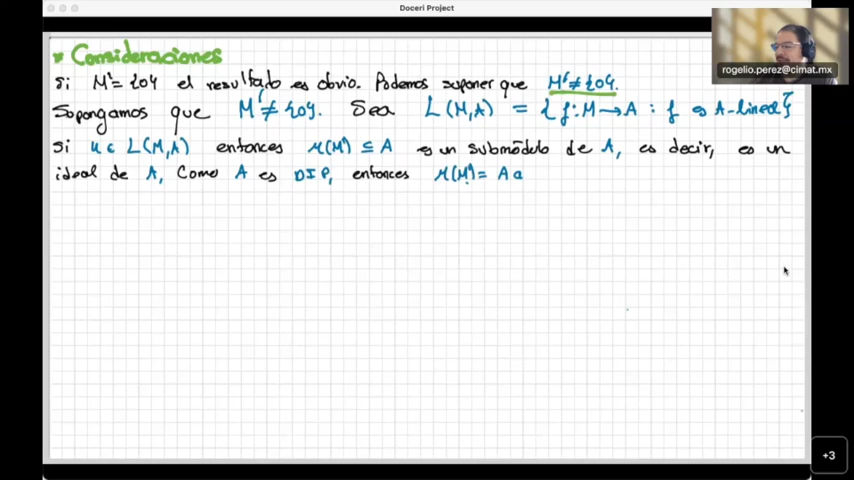 Doceri Project
* Consideraciones
rogelio.perez@cimat.mx
Si M' = {0} el resultado es obvio. Podemos suponer que M' ≠ {0}.
Supongamos que M' ≠ {0}. Sea L(M,A) = { f: M → A : f es A-lineal}
Si u ∈ L(M,A) entonces u(M') ⊆ A es un submódulo de A, es decir, es un
ideal de A, Como A es DIP, entonces u(M') = Aa
+3